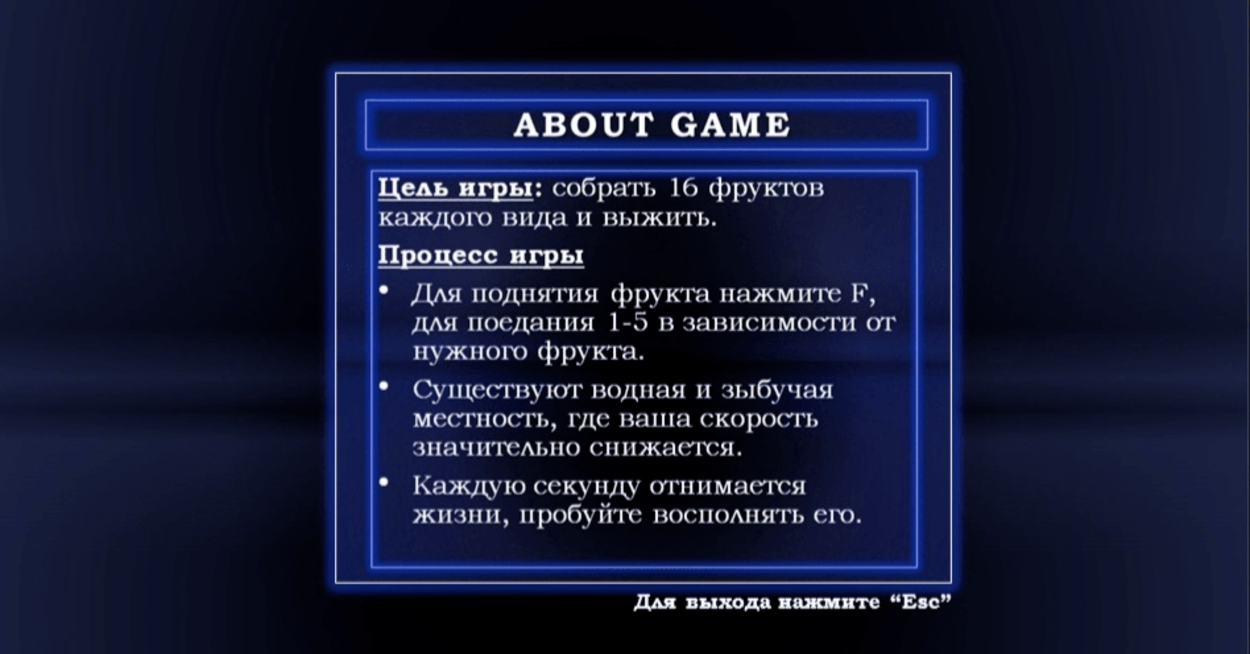 ABOUT GAME
Цель игры: собрать 16 фруктов
каждого вида и выжить.
Процесс игры
• Для поднятия фрукта нажмите F,
для поедания 1-5 в зависимости от
нужного фрукта.
• Существуют водная и зыбучая
местность, где ваша скорость
значительно снижается.
• Каждую секунду отнимается
жизни, пробуйте восполнять его.
Для выхода нажмите “Esc”